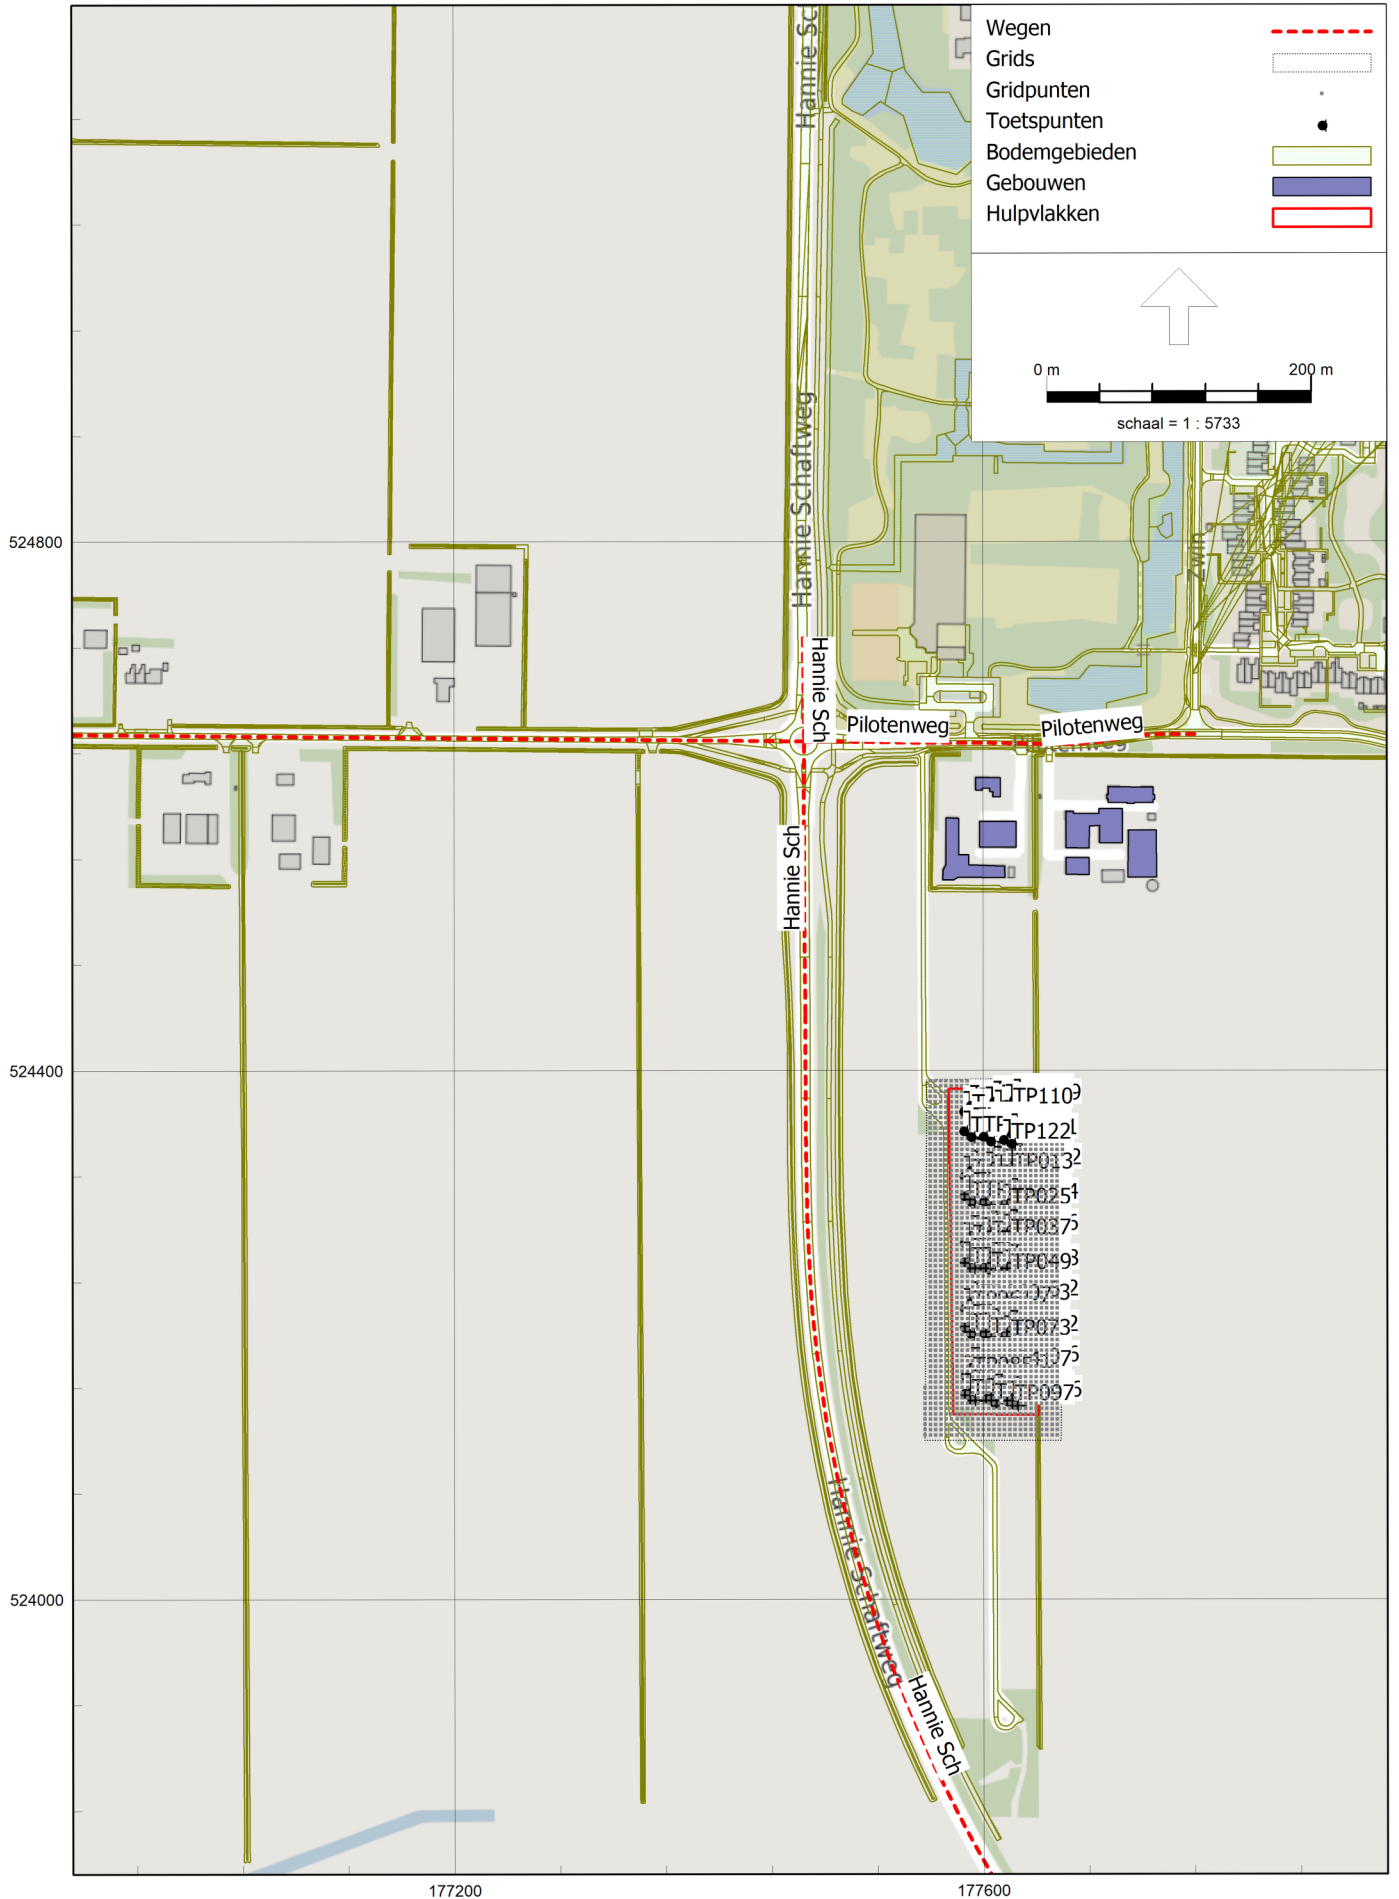 Wegen
Grids
Gridpunten
Toetspunten
Bodemgebieden
Gebouwen
Hulpvlakken
0 m
200 m
schaal = 1 : 5733
Hannie Sc
Hannie Schaftweg
Zwin
524800
Hannie Sch
Pilotenweg
Pilotenweg
Hannie Sch
524400
TP110
TP122
TP013
TP025
TP037
TP049
TP073
TP097
Hannie Schaftweg
524000
Hannie Sch
177200
177600